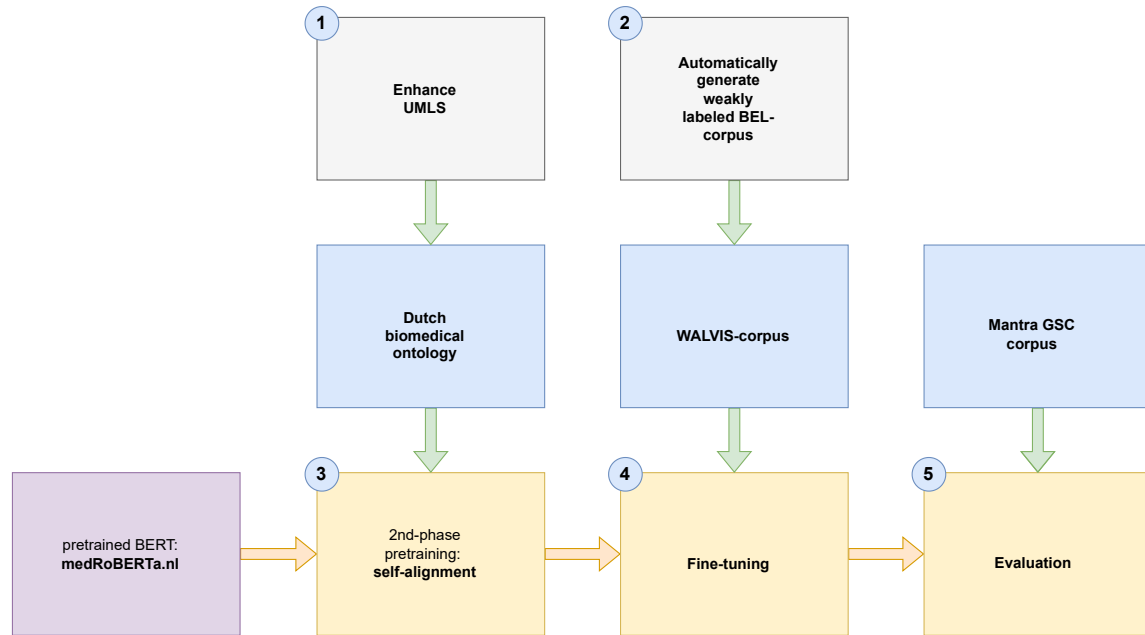 1
Enhance
UMLS
2
Automatically
generate
weakly
labeled BEL-
corpus
Dutch
biomedical
ontology
WALVIS-corpus
Mantra GSC
corpus
pretrained BERT:
medRoBERTa.nl
3
2nd-phase
pretraining:
self-alignment
4
Fine-tuning
5
Evaluation